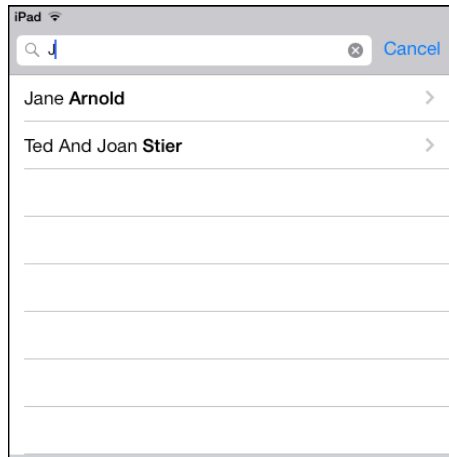 iPad
J
Cancel
Jane Arnold
Ted And Joan Stier